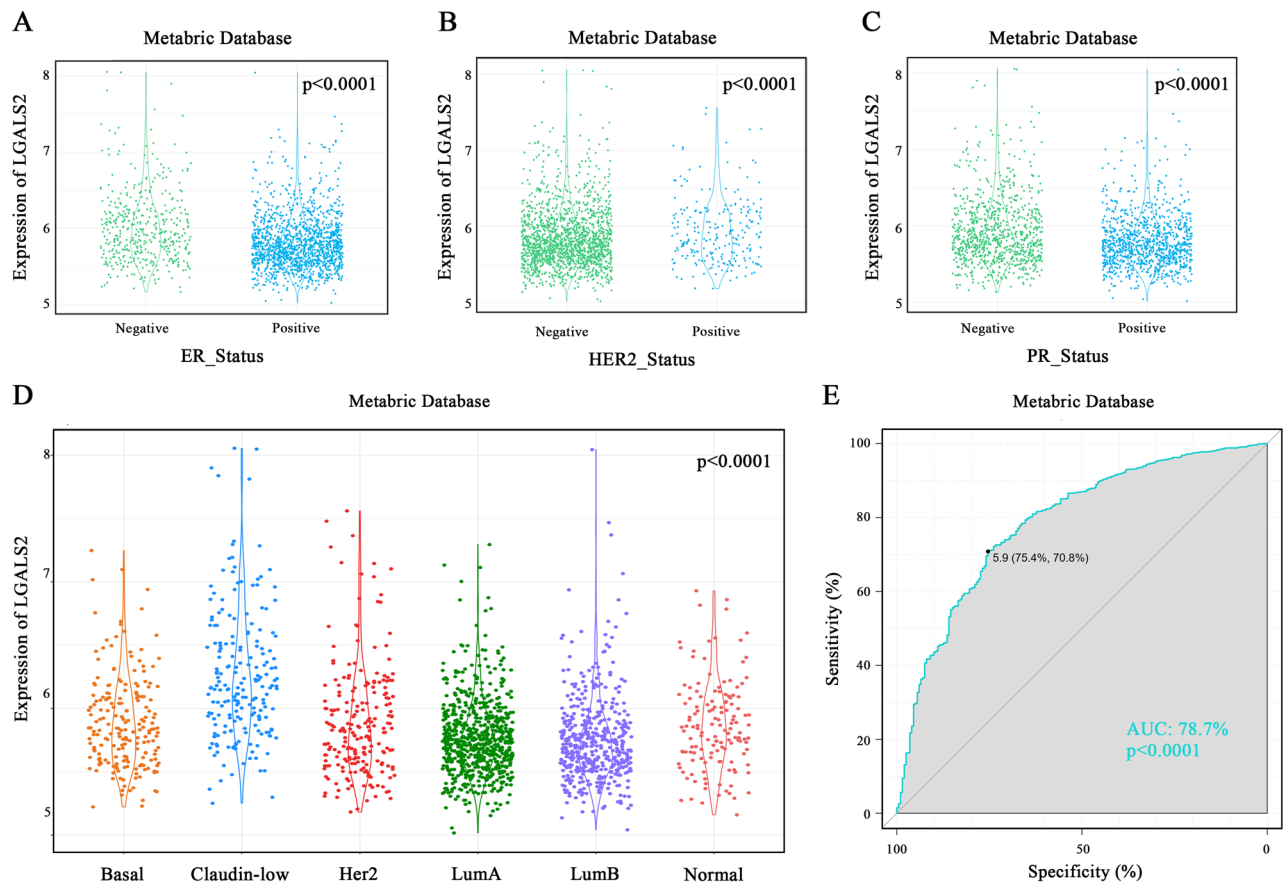 A
Metabric Database
p<0.0001
Expression of LGALS2
8
7
6
5
Negative
Positive
ER_Status
B
Metabric Database
p<0.0001
Expression of LGALS2
8
7
6
5
Negative
Positive
HER2_Status
C
Metabric Database
p<0.0001
Expression of LGALS2
8
7
6
5
Negative
Positive
PR_Status
D
Metabric Database
p<0.0001
Expression of LGALS2
8
7
6
5
Basal
Claudin-low
Her2
LumA
LumB
Normal
E
Metabric Database
Sensitivity (%)
100
80
60
40
20
0
5.9 (75.4%, 70.8%)
AUC: 78.7%
p<0.0001
100
50
0
Specificity (%)